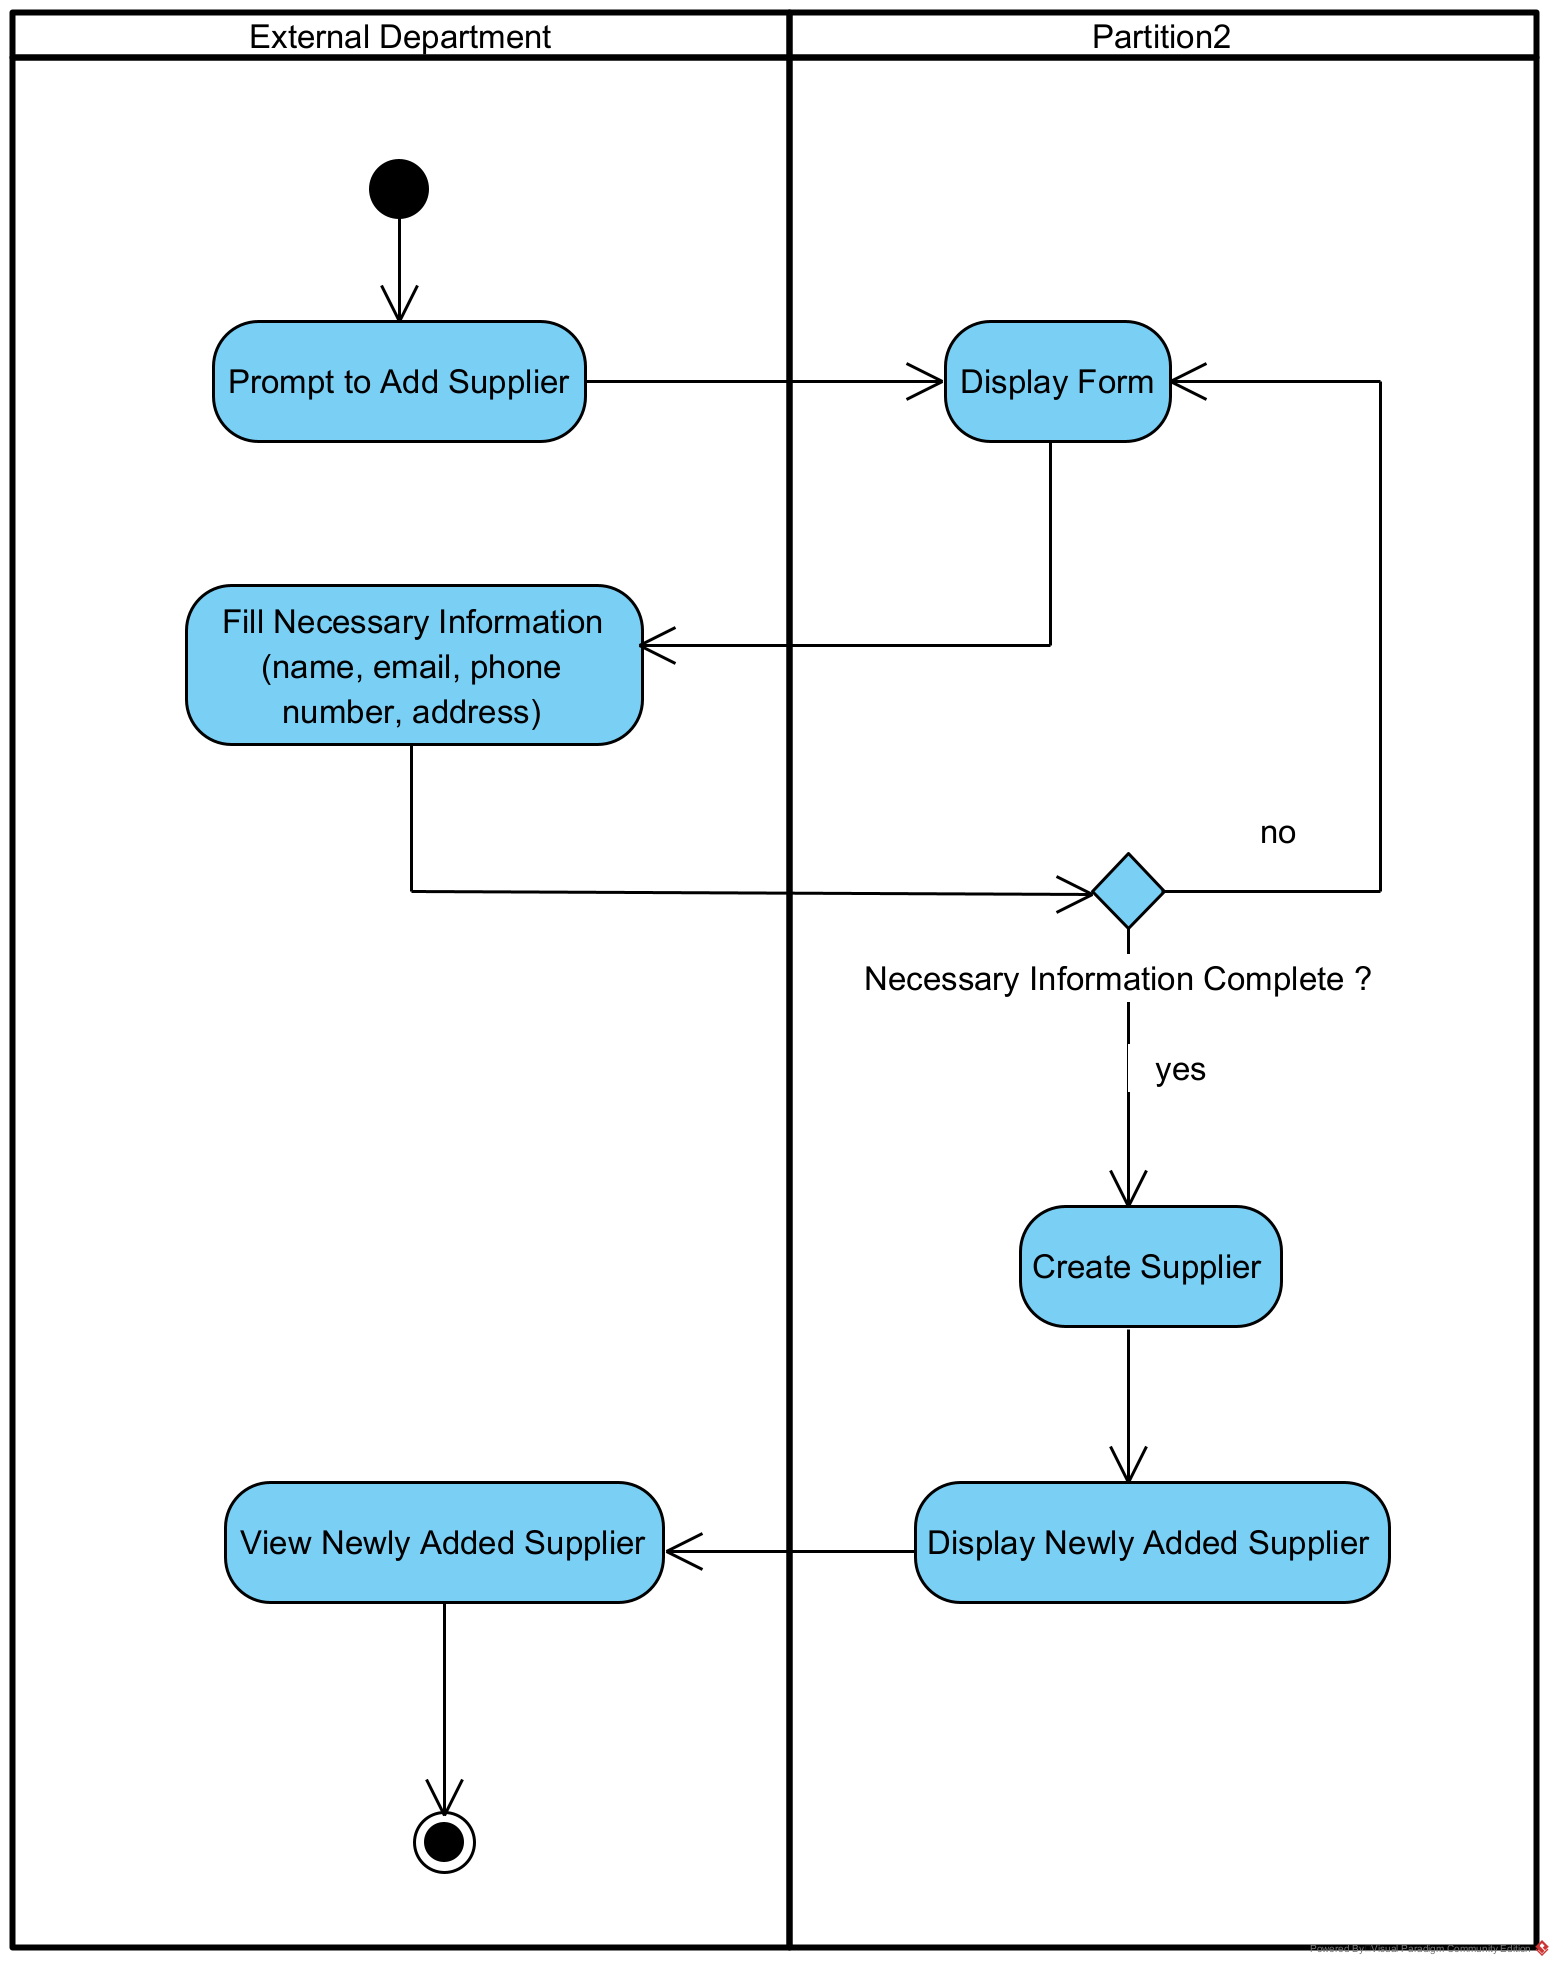 External Department
Partition2
Prompt to Add Supplier
Display Form
Fill Necessary Information
(name, email, phone
number, address)
no
Necessary Information Complete ?
yes
Create Supplier
View Newly Added Supplier
Display Newly Added Supplier
Powered By Visual Paradigm Community Edition